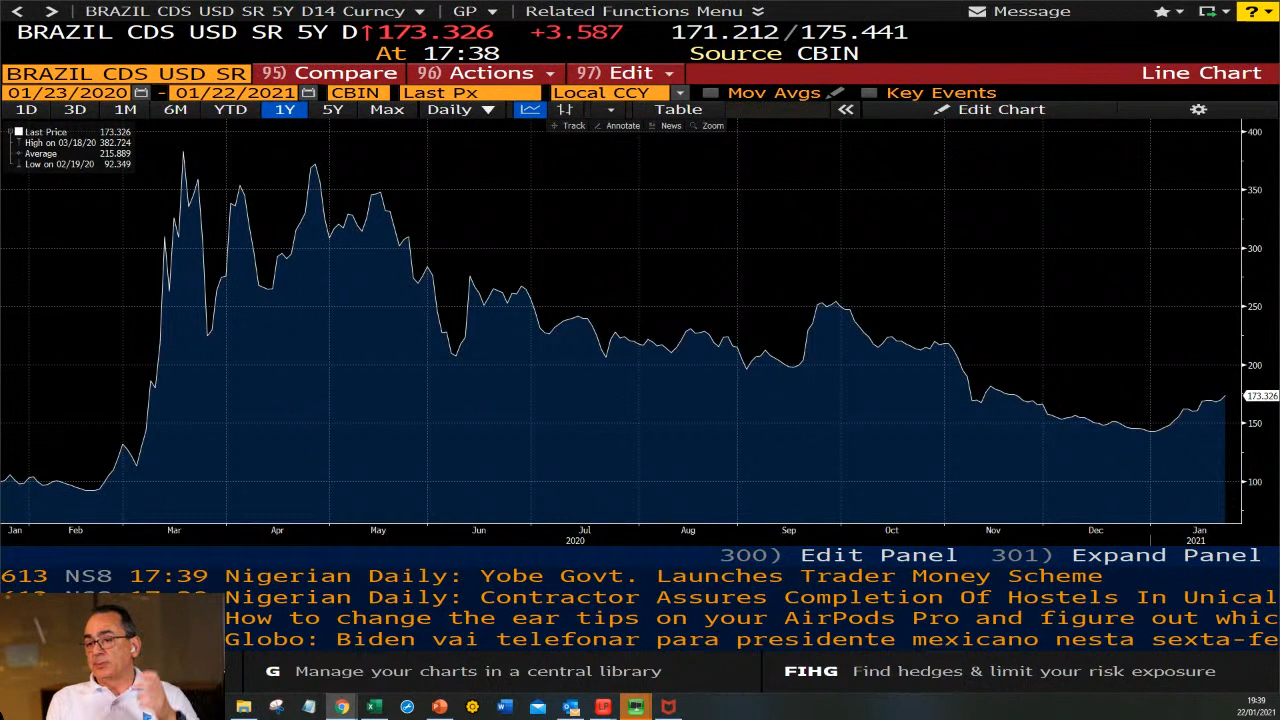 BRAZIL CDS USD SR 5Y D14 Curncy GP Related Functions Menu Message ?
BRAZIL CDS USD SR 5Y D↑173.326 +3.587 171.212/175.441
At 17:38 Source CBIN
BRAZIL CDS USD SR 95) Compare 96) Actions 97) Edit Line Chart
01/23/2020 - 01/22/2021 CBIN Last Px Local CCY Mov Avgs Key Events
1D 3D 1M 6M YTD 1Y 5Y Max Daily ▼ Table « Edit Chart
Track Annotate News Zoom
Last Price 173.326
High on 03/18/20 382.724
Average 215.889
Low on 02/19/20 92.349
400
350
300
250
200
173.326
150
100
Jan Feb Mar Apr May Jun Jul Aug Sep Oct Nov Dec Jan
2020 2021
300) Edit Panel 301) Expand Panel
613 NS8 17:39 Nigerian Daily: Yobe Govt. Launches Trader Money Scheme
Nigerian Daily: Contractor Assures Completion Of Hostels In Unical
How to change the ear tips on your AirPods Pro and figure out whic
Globo: Biden vai telefonar para presidente mexicano nesta sexta-fe
G Manage your charts in a central library FIHG Find hedges & limit your risk exposure
19:39
22/01/2021